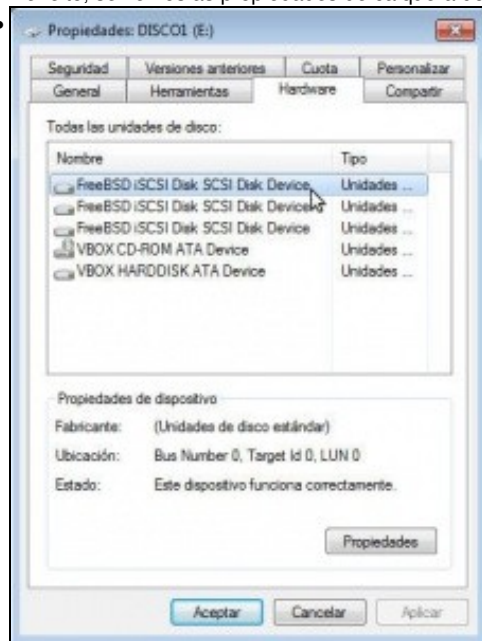 Propiedades: DISCO1 (E:)
Seguridad Versiones anteriores Cuota Personalizar
General Herramientas Hardware Compartir
Todas las unidades de disco:
Nombre Tipo
FreeBSD iSCSI Disk SCSI Disk Device Unidades ...
FreeBSD iSCSI Disk SCSI Disk Device Unidades ...
FreeBSD iSCSI Disk SCSI Disk Device Unidades ...
VBOX CD-ROM ATA Device Unidades ...
VBOX HARDDISK ATA Device Unidades ...
Propiedades de dispositivo
Fabricante: (Unidades de disco estándar)
Ubicación: Bus Number 0, Target Id 0, LUN 0
Estado: Este dispositivo funciona correctamente.
Propiedades
Aceptar Cancelar Aplicar